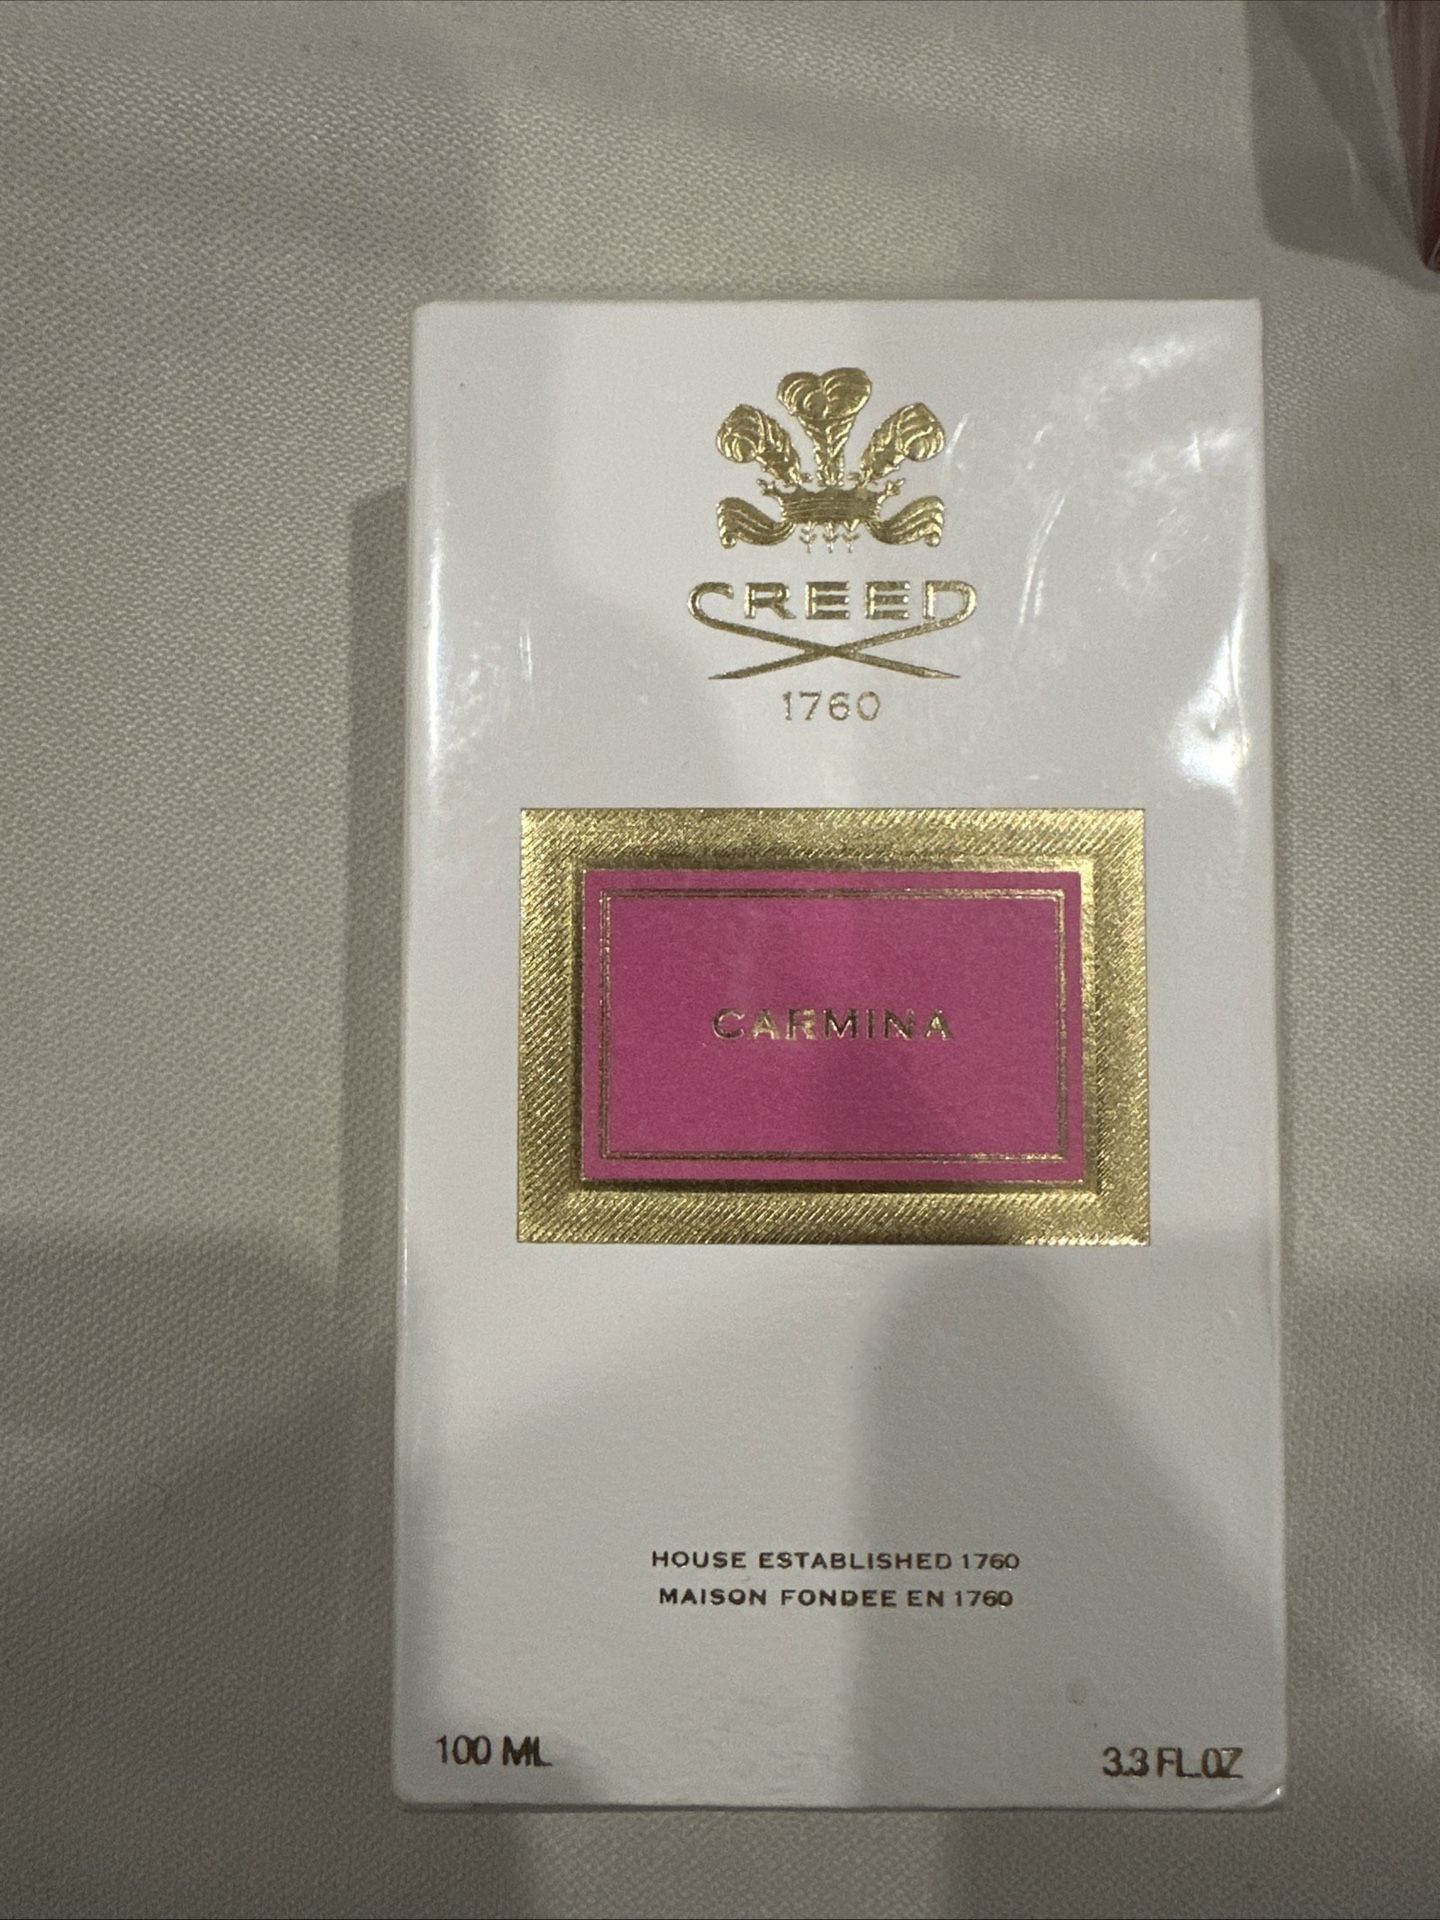 CREED
1760
CARMINA
HOUSE ESTABLISHED 1760
MAISON FONDEE EN 1760
100 ML
3.3 FL.OZ